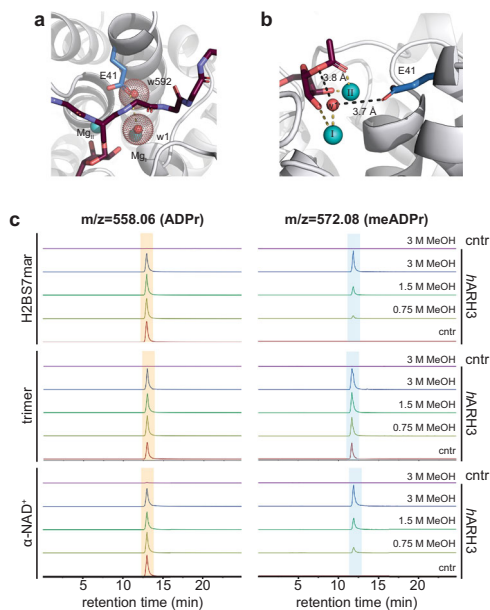 a
b
E41
w592
Mg_II
w1
Mg_I
3.8 Å
E41
II
3.7 Å
I
c
m/z=558.06 (ADPr)
m/z=572.08 (meADPr)
H2BS7mar
3 M MeOH
cntr
3 M MeOH
1.5 M MeOH
0.75 M MeOH
cntr
hARH3
trimer
3 M MeOH
cntr
3 M MeOH
1.5 M MeOH
0.75 M MeOH
cntr
hARH3
α-NAD⁺
3 M MeOH
cntr
3 M MeOH
1.5 M MeOH
0.75 M MeOH
cntr
hARH3
5 10 15 20
5 10 15 20
retention time (min)
retention time (min)